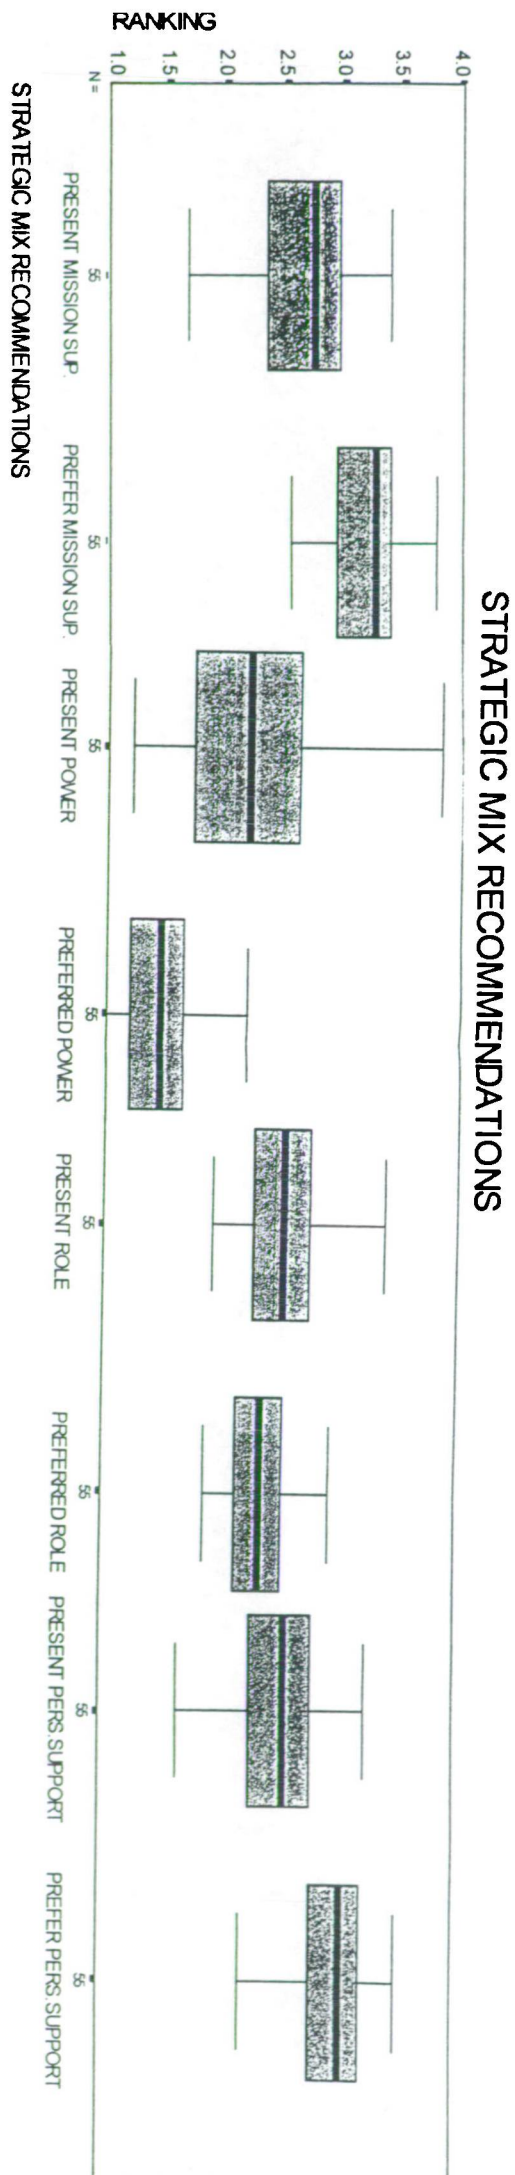 STRATEGIC MIX RECOMMENDATIONS
RANKING
4.0
3.5
3.0
2.5
2.0
1.5
1.0
N = 55 55 55 55 55 55 55 55
PRESENT MISSION SUP.
PREFER MISSION SUP.
PRESENT POWER
PREFERRED POWER
PRESENT ROLE
PREFERRED ROLE
PRESENT PERS.SUPPORT
PREFER PERS.SUPPORT
STRATEGIC MIX RECOMMENDATIONS